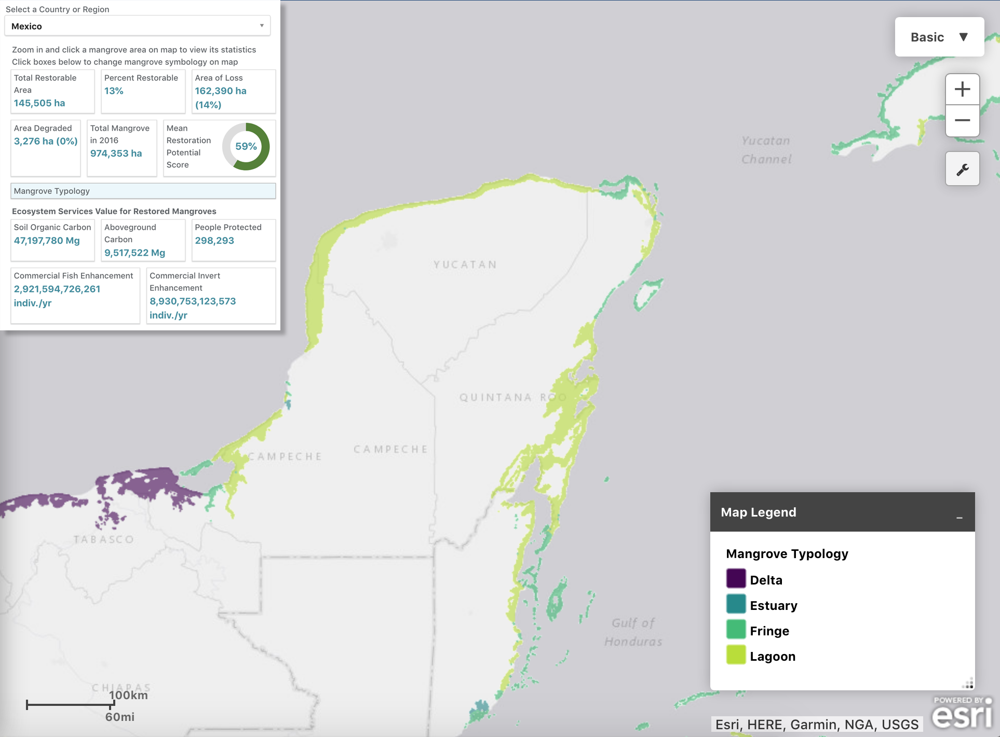 Select a Country or Region
Mexico
Zoom in and click a mangrove area on map to view its statistics
Click boxes below to change mangrove symbology on map
Total Restorable
Area
145,505 ha
Percent Restorable
13%
Area of Loss
162,390 ha
(14%)
Area Degraded
3,276 ha (0%)
Total Mangrove
in 2016
974,353 ha
Mean
Restoration
Potential
Score
59%
Mangrove Typology
Ecosystem Services Value for Restored Mangroves
Soil Organic Carbon
47,197,780 Mg
Aboveground
Carbon
9,517,522 Mg
People Protected
298,293
Commercial Fish Enhancement
2,921,594,726,261
indiv./yr
Commercial Invert
Enhancement
8,930,753,123,573
indiv./yr
Basic
Yucatan
Channel
YUCATAN
QUINTANA ROO
CAMPECHE
CAMPECHE
TABASCO
CHIAPAS
Gulf of
Honduras
100km
60mi
Map Legend
Mangrove Typology
Delta
Estuary
Fringe
Lagoon
POWERED BY
esri
Esri, HERE, Garmin, NGA, USGS